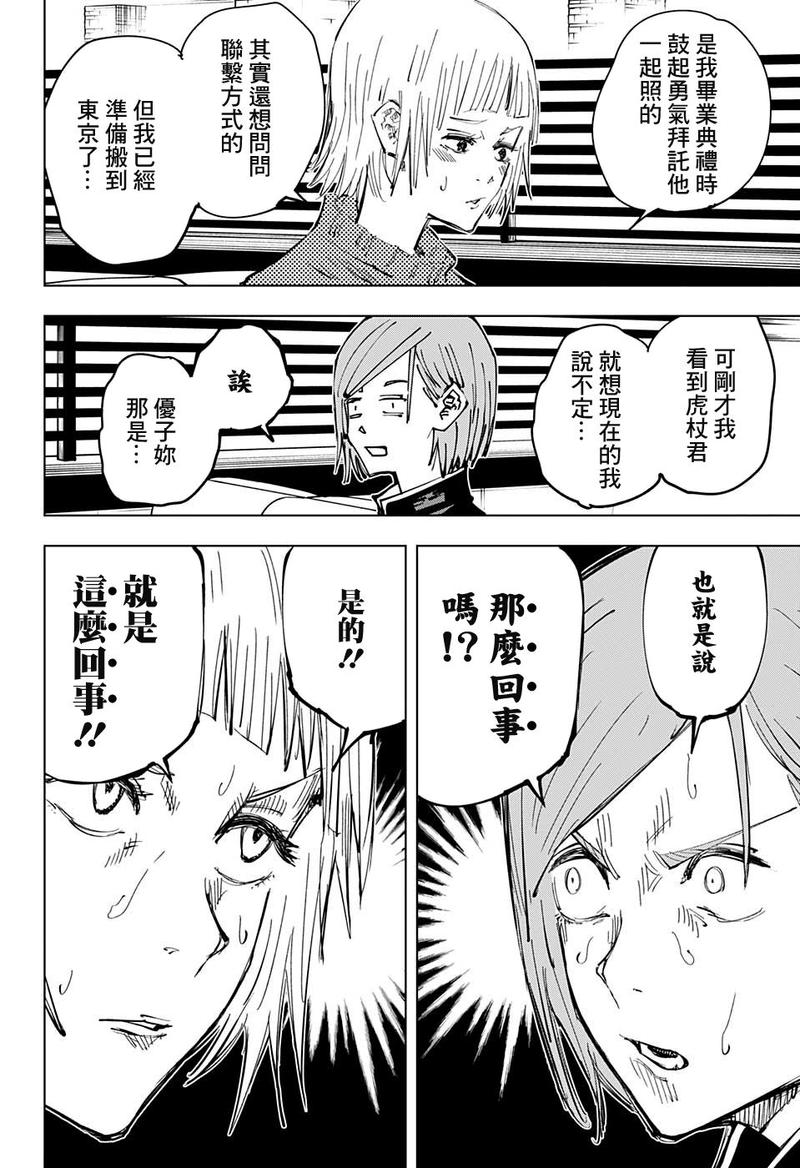 是我畢業典禮時
鼓起勇氣拜託他
一起照的
其實還想問問
聯繫方式的
但我已經
準備搬到
東京了…
可剛才我
看到虎杖君
就想現在的我
說不定…
誒
優子妳
那是…
也就是說
那麼回事
嗎!?
是的!!
就是
這麼回事!!